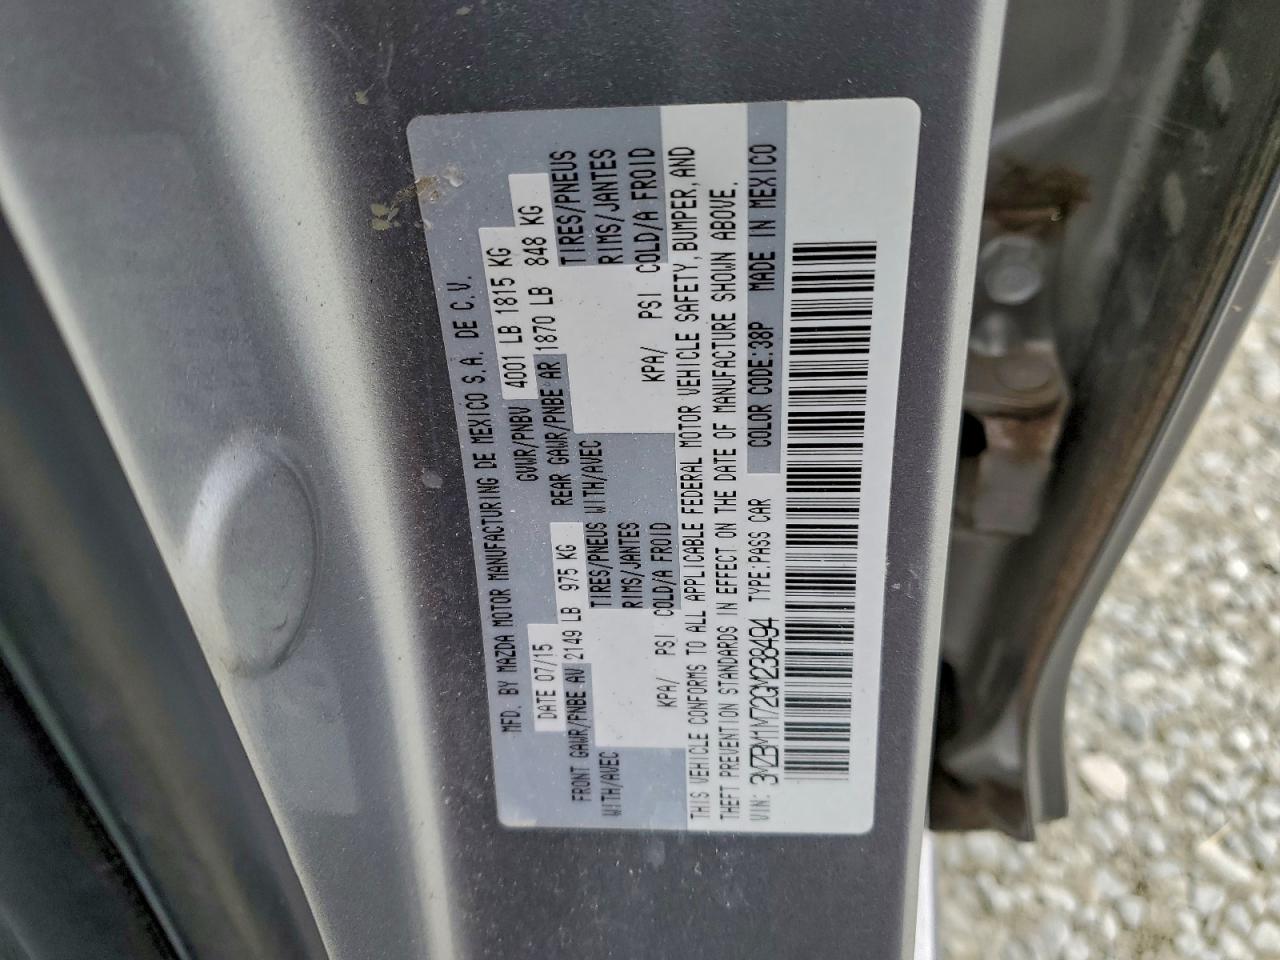 MFD. BY MAZDA MOTOR MANUFACTURING DE MEXICO S.A. DE C.V.
DATE 07/15 GVWR/PNBV 4001 LB 1815 KG
FRONT GAWR/PNBE AV 2149 LB 975 KG REAR GAWR/PNBE AR 1870 LB 848 KG
WITH/AVEC TIRES/PNEUS WITH/AVEC TIRES/PNEUS
RIMS/JANTES RIMS/JANTES
KPA/ PSI COLD/A FROID KPA/ PSI COLD/A FROID
THIS VEHICLE CONFORMS TO ALL APPLICABLE FEDERAL MOTOR VEHICLE SAFETY, BUMPER, AND
THEFT PREVENTION STANDARDS IN EFFECT ON THE DATE OF MANUFACTURE SHOWN ABOVE.
VIN: 3MZBM1M72GM238494 TYPE:PASS CAR COLOR CODE:38P MADE IN MEXICO